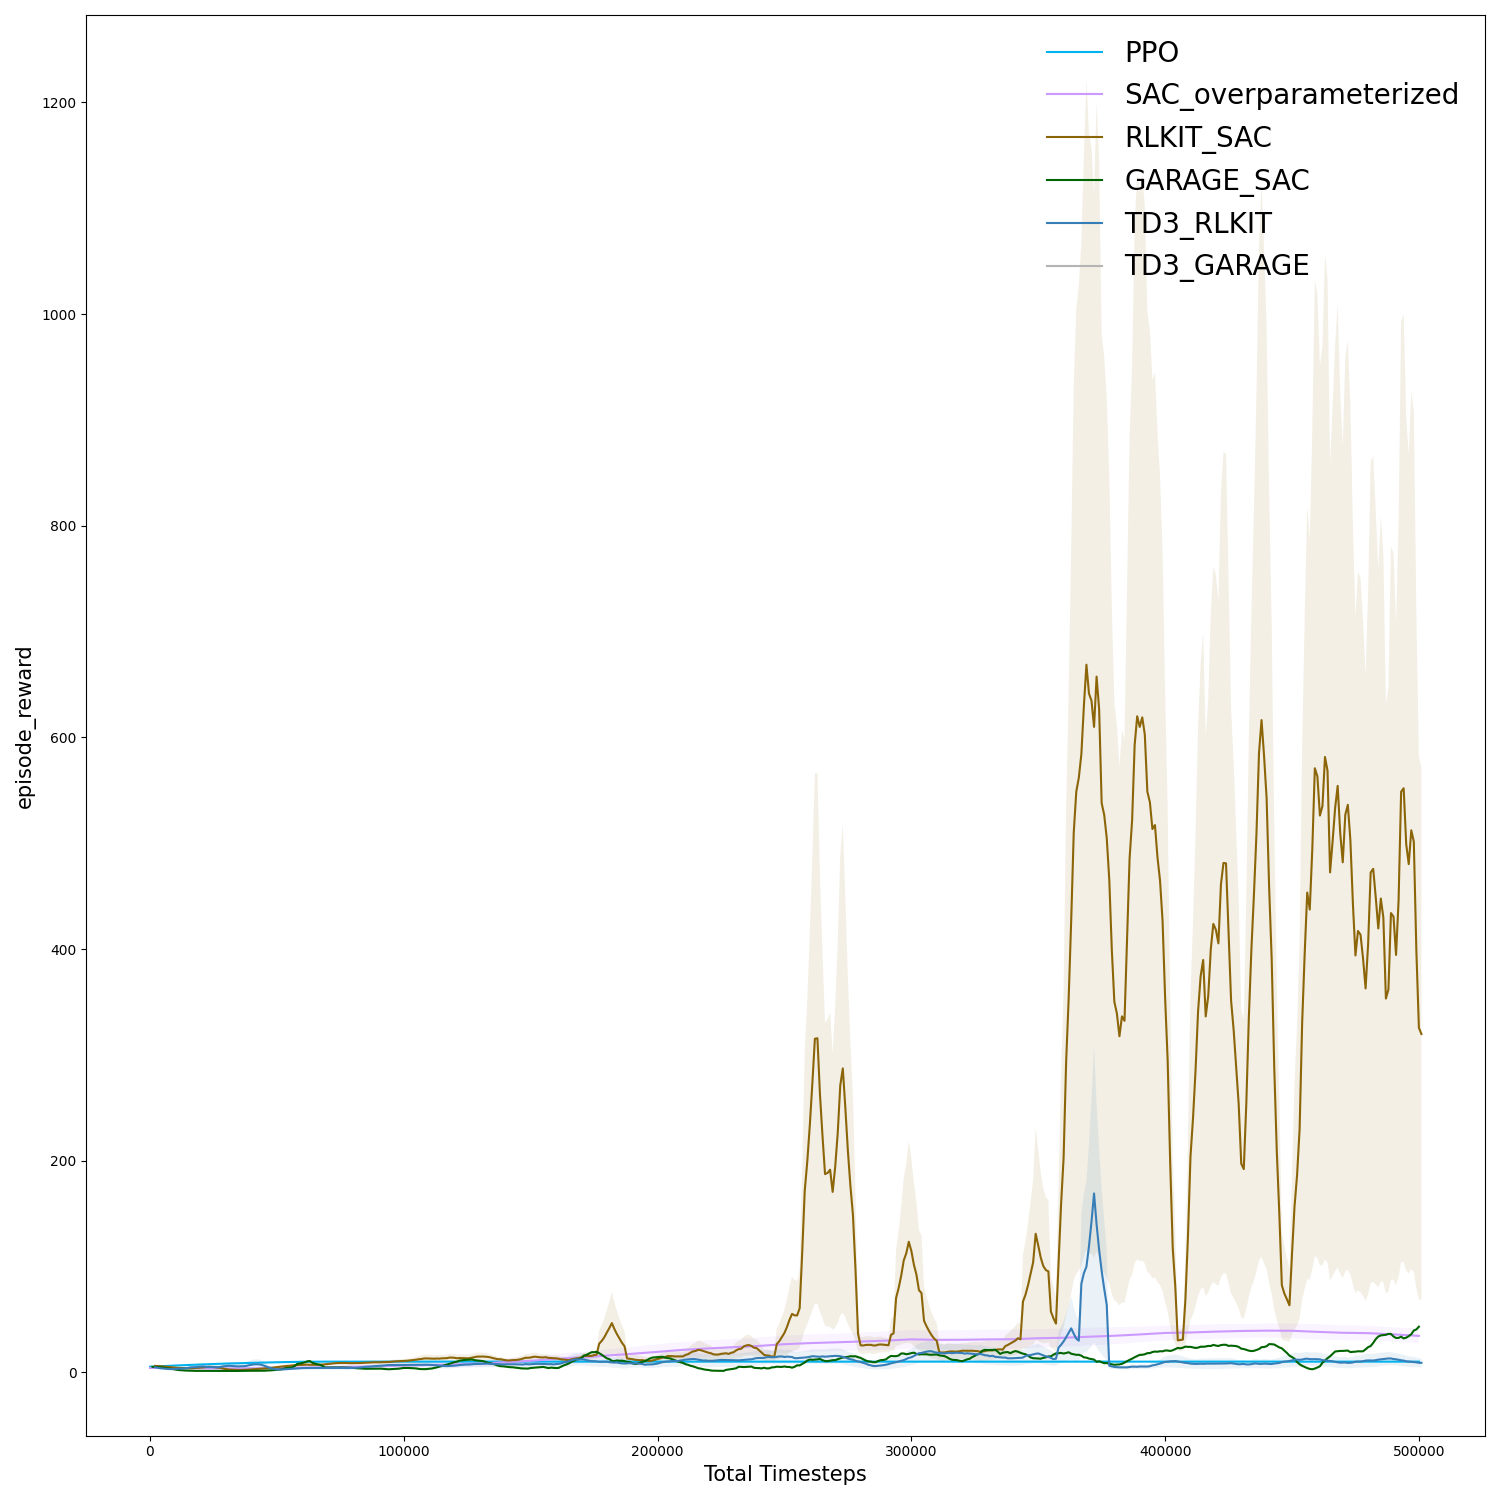 PPO
SAC_overparameterized
RLKIT_SAC
GARAGE_SAC
TD3_RLKIT
TD3_GARAGE
1200
1000
800
600
400
200
0
episode_reward
0 100000 200000 300000 400000 500000
Total Timesteps